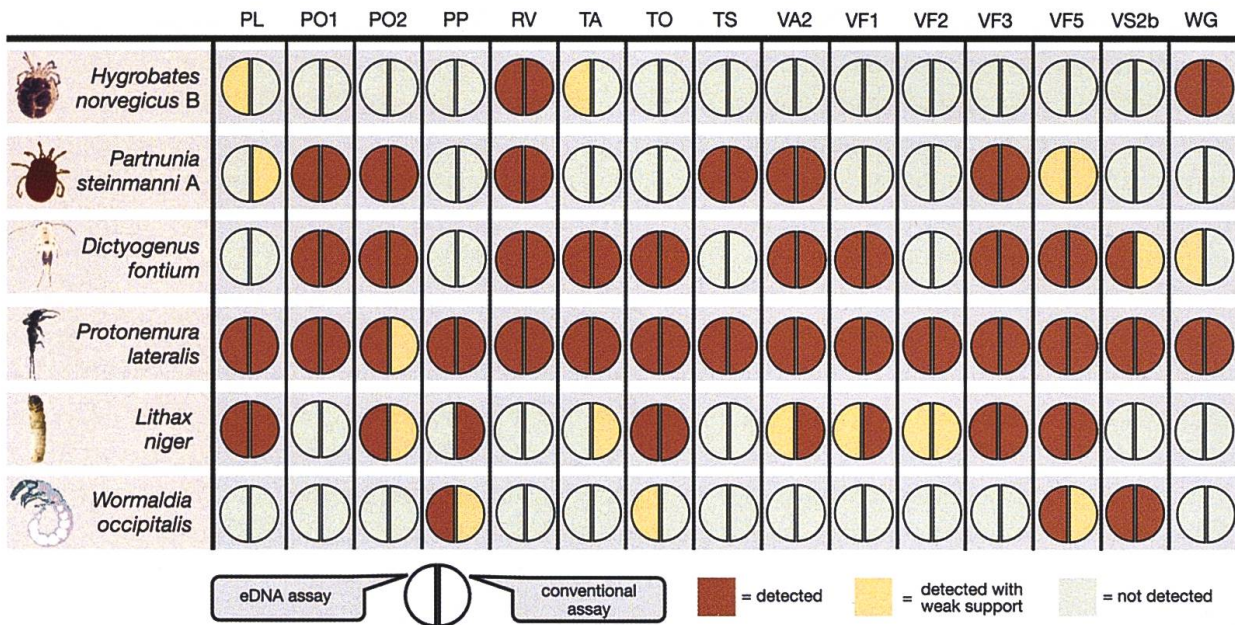 PL PO1 PO2 PP RV TA TO TS VA2 VF1 VF2 VF3 VF5 VS2b WG
Hygrobates
norvegicus B
Partnunia
steinmanni A
Dictyogenus
fontium
Protonemura
lateralis
Lithax
niger
Wormaldia
occipitalis
eDNA assay
conventional
assay
= detected
= detected with
weak support
= not detected